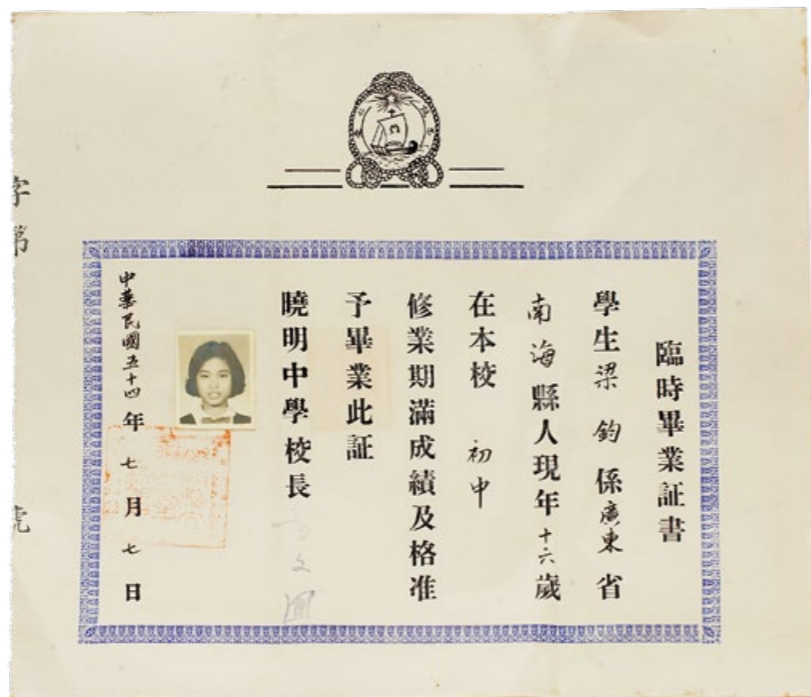 臨時畢業証書
學生梁鈞係廣東省
南海縣人現年十六歲
在本校初中
修業期滿成績及格准
予畢業此証
曉明中學校長
中華民國五十四年七月七日
字第 號